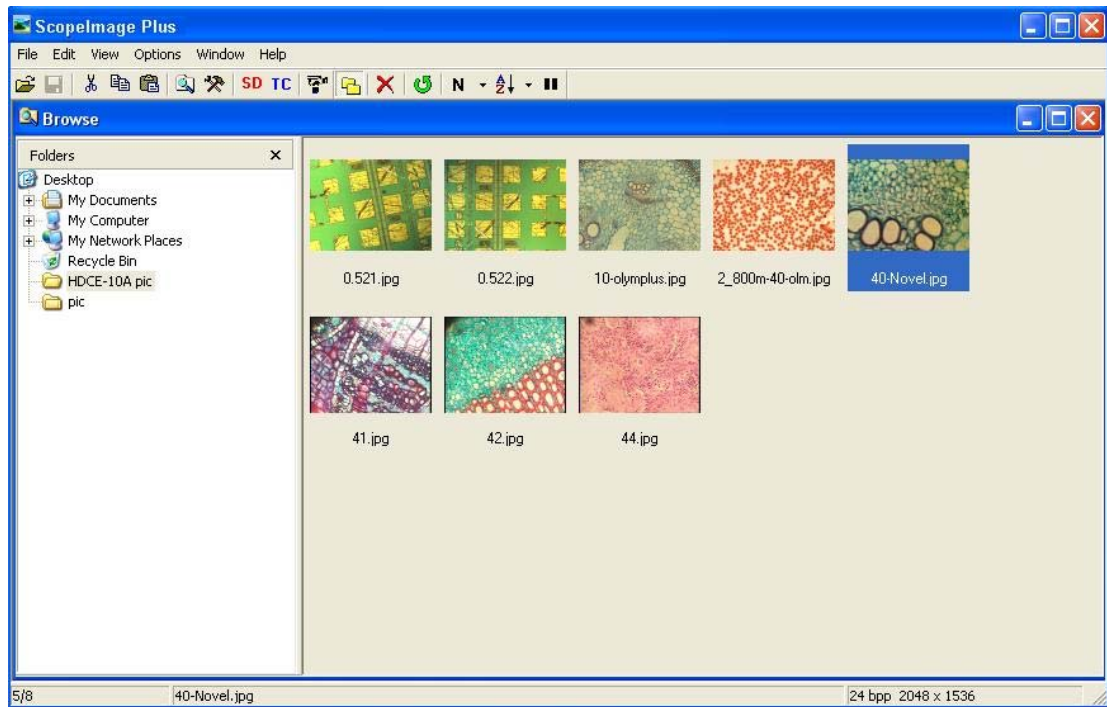 ScopeImage Plus
File Edit View Options Window Help
SD TC N A Z
Browse
Folders
Desktop
My Documents
My Computer
My Network Places
Recycle Bin
HDCE-10A pic
pic
0.521.jpg 0.522.jpg 10-olymplus.jpg 2_800m-40-olm.jpg 40-Novel.jpg
41.jpg 42.jpg 44.jpg
5/8 40-Novel.jpg 24 bpp 2048 x 1536